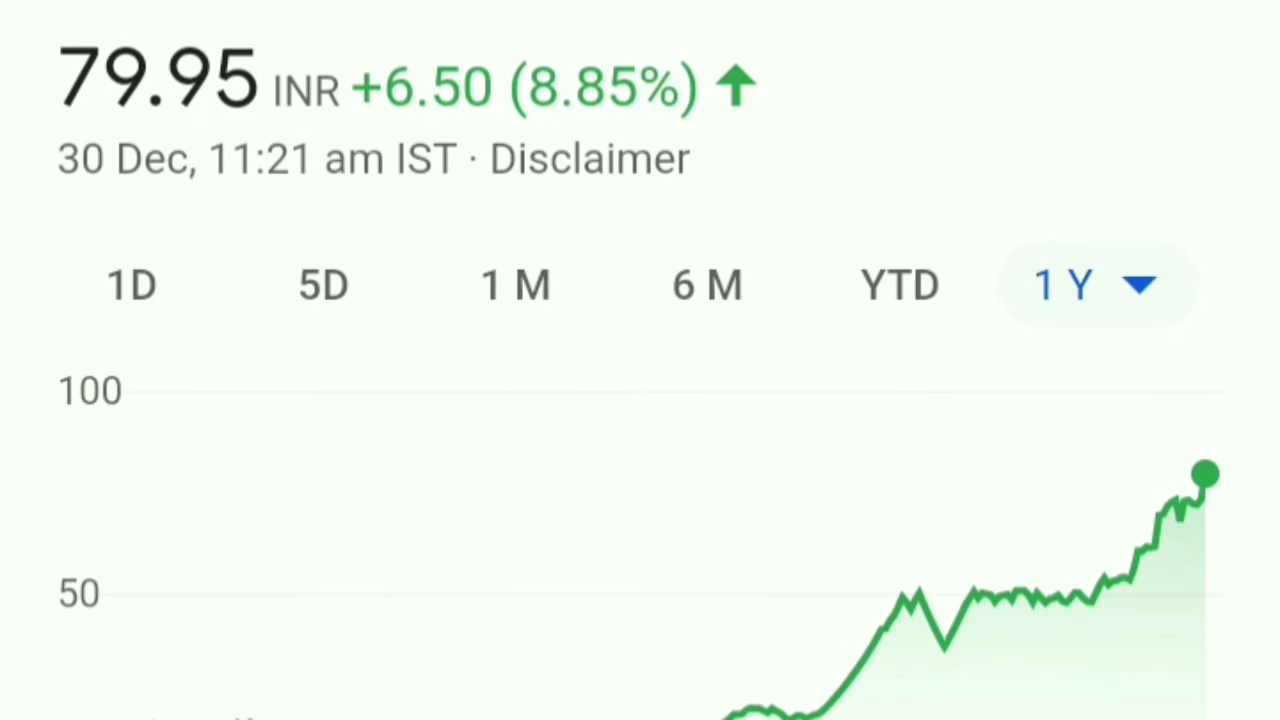 79.95 INR +6.50 (8.85%)
30 Dec, 11:21 am IST · Disclaimer
1D 5D 1 M 6 M YTD 1 Y
100
50